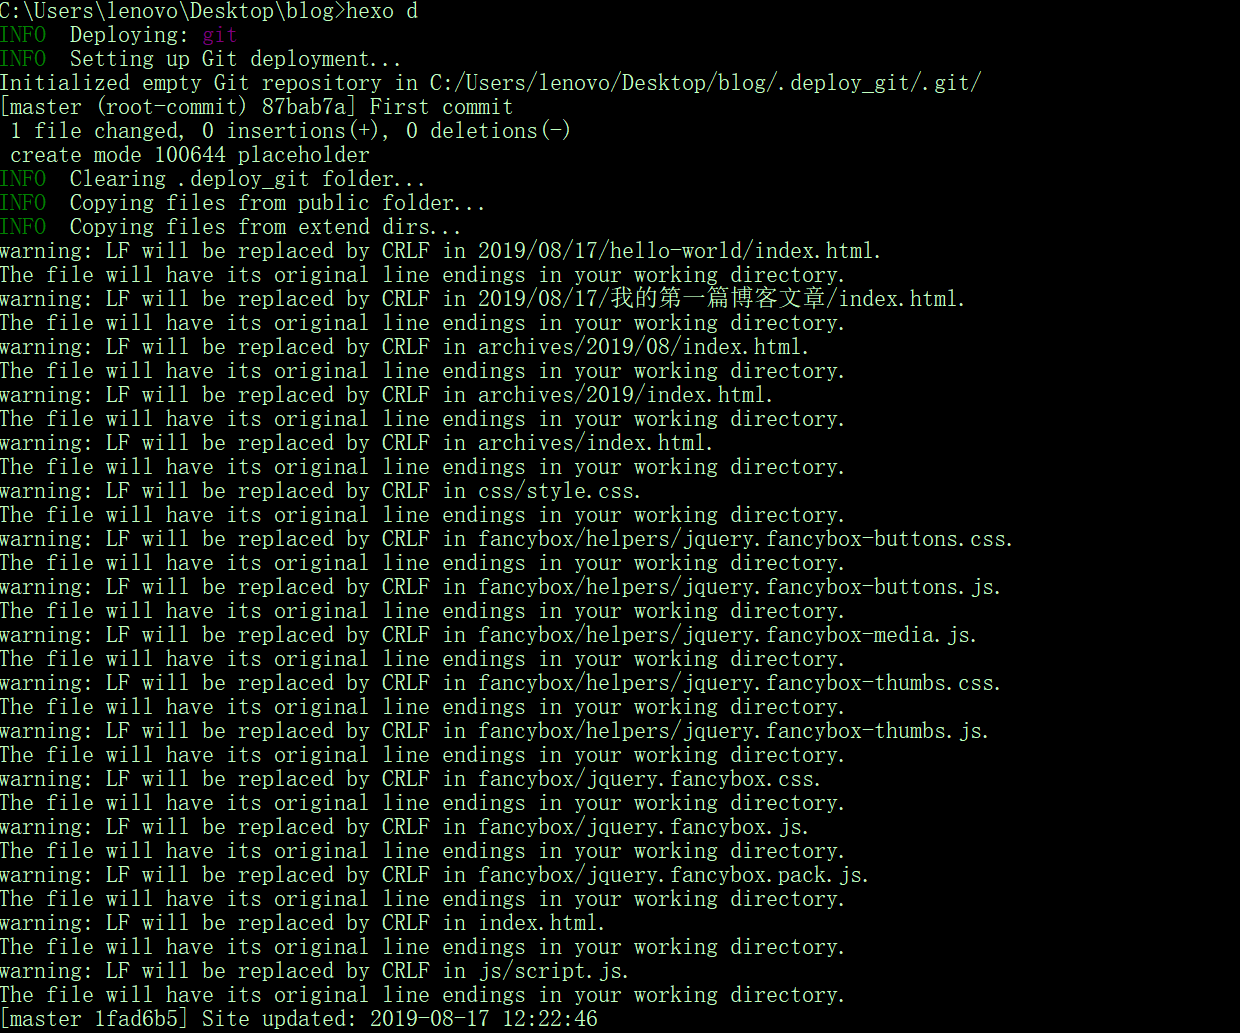 C:\Users\lenovo\Desktop\blog>hexo d
INFO  Deploying: git
INFO  Setting up Git deployment...
Initialized empty Git repository in C:/Users/lenovo/Desktop/blog/.deploy_git/.git/
[master (root-commit) 87bab7a] First commit
 1 file changed, 0 insertions(+), 0 deletions(-)
 create mode 100644 placeholder
INFO  Clearing .deploy_git folder...
INFO  Copying files from public folder...
INFO  Copying files from extend dirs...
warning: LF will be replaced by CRLF in 2019/08/17/hello-world/index.html.
The file will have its original line endings in your working directory.
warning: LF will be replaced by CRLF in 2019/08/17/我的第一篇博客文章/index.html.
The file will have its original line endings in your working directory.
warning: LF will be replaced by CRLF in archives/2019/08/index.html.
The file will have its original line endings in your working directory.
warning: LF will be replaced by CRLF in archives/2019/index.html.
The file will have its original line endings in your working directory.
warning: LF will be replaced by CRLF in archives/index.html.
The file will have its original line endings in your working directory.
warning: LF will be replaced by CRLF in css/style.css.
The file will have its original line endings in your working directory.
warning: LF will be replaced by CRLF in fancybox/helpers/jquery.fancybox-buttons.css.
The file will have its original line endings in your working directory.
warning: LF will be replaced by CRLF in fancybox/helpers/jquery.fancybox-buttons.js.
The file will have its original line endings in your working directory.
warning: LF will be replaced by CRLF in fancybox/helpers/jquery.fancybox-media.js.
The file will have its original line endings in your working directory.
warning: LF will be replaced by CRLF in fancybox/helpers/jquery.fancybox-thumbs.css.
The file will have its original line endings in your working directory.
warning: LF will be replaced by CRLF in fancybox/helpers/jquery.fancybox-thumbs.js.
The file will have its original line endings in your working directory.
warning: LF will be replaced by CRLF in fancybox/jquery.fancybox.css.
The file will have its original line endings in your working directory.
warning: LF will be replaced by CRLF in fancybox/jquery.fancybox.js.
The file will have its original line endings in your working directory.
warning: LF will be replaced by CRLF in fancybox/jquery.fancybox.pack.js.
The file will have its original line endings in your working directory.
warning: LF will be replaced by CRLF in index.html.
The file will have its original line endings in your working directory.
warning: LF will be replaced by CRLF in js/script.js.
The file will have its original line endings in your working directory.
[master 1fad6b5] Site updated: 2019-08-17 12:22:46